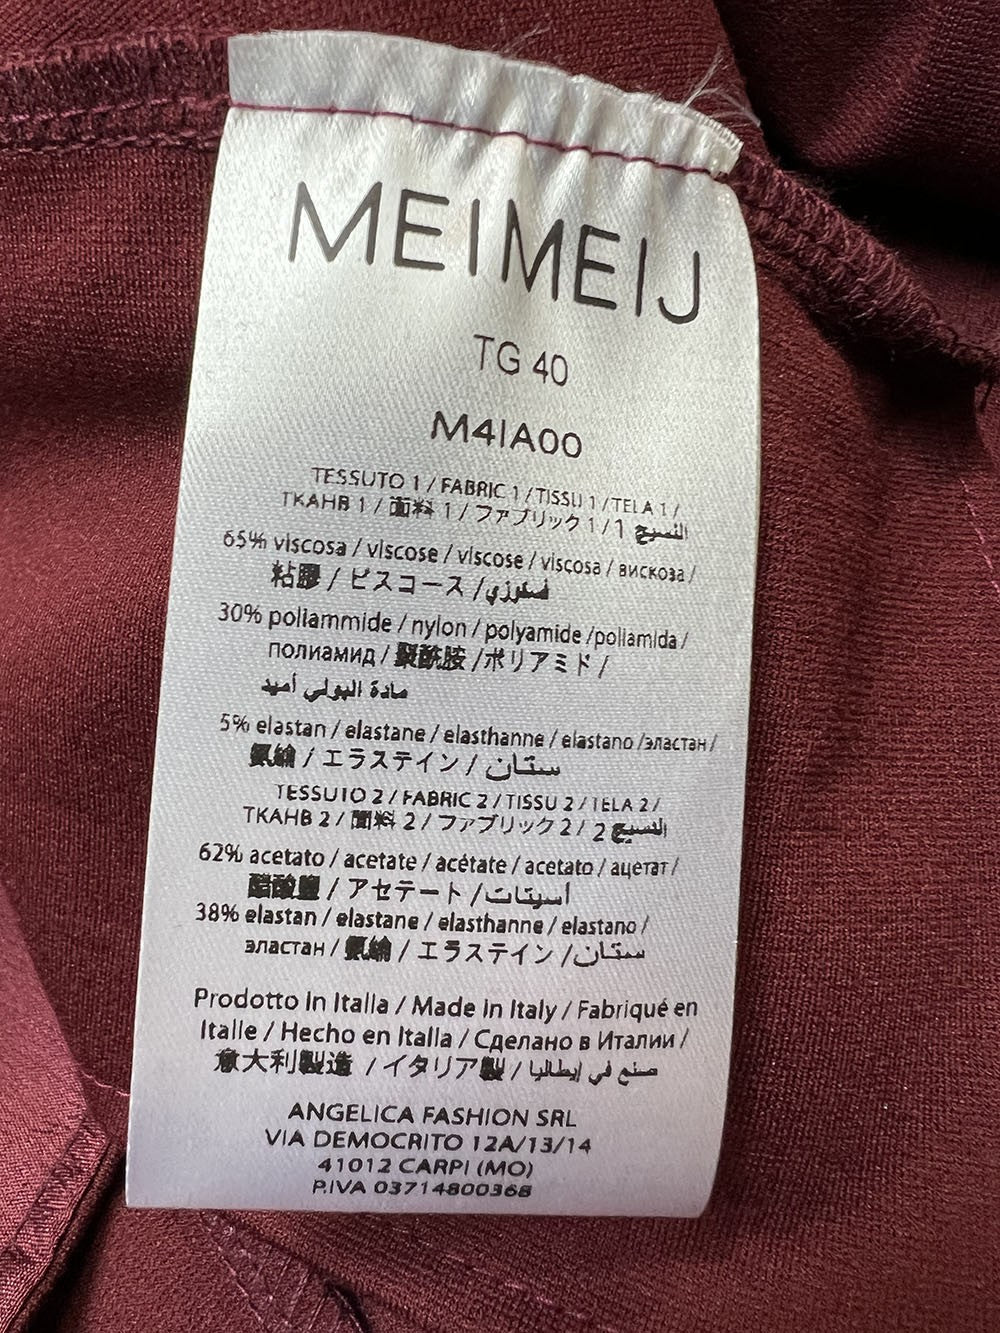 MEIMEIJ
TG 40
M4IA00
TESSUTO 1 / FABRIC 1 / TISSU 1 / TELA 1 /
ТКАНВ 1 / 面料 1 / ファブリック 1 / 1 النسيج
65% viscosa / viscose / viscose / viscosa / вискоза /
粘膠 / ビスコース / فسكوزي
30% poliammide / nylon / polyamide /poliamida /
полиамид / 聚酰胺 /ポリアミド /
مادة البولي أميد
5% elastan / elastane / elasthanne / elastano /эластан /
氨綸 / エラステイン / ستان
TESSUTO 2 / FABRIC 2 / TISSU 2 / TELA 2 /
ТКАНВ 2 / 面料 2 / ファブリック 2 / 2 النسيج
62% acetato / acetate / acétate / acetato / ацетат /
醋酸鹽 / アセテート / أسيتات
38% elastan / elastane / elasthanne / elastano /
эластан / 氨綸 / エラステイン / ستان
Prodotto in Italia / Made in Italy / Fabriqué en
Italie / Hecho en Italia / Сделано в Италии /
意大利製造 / イタリア製 / صنع في إيطاليا
ANGELICA FASHION SRL
VIA DEMOCRITO 12A/13/14
41012 CARPI (MO)
P.IVA 03714800368